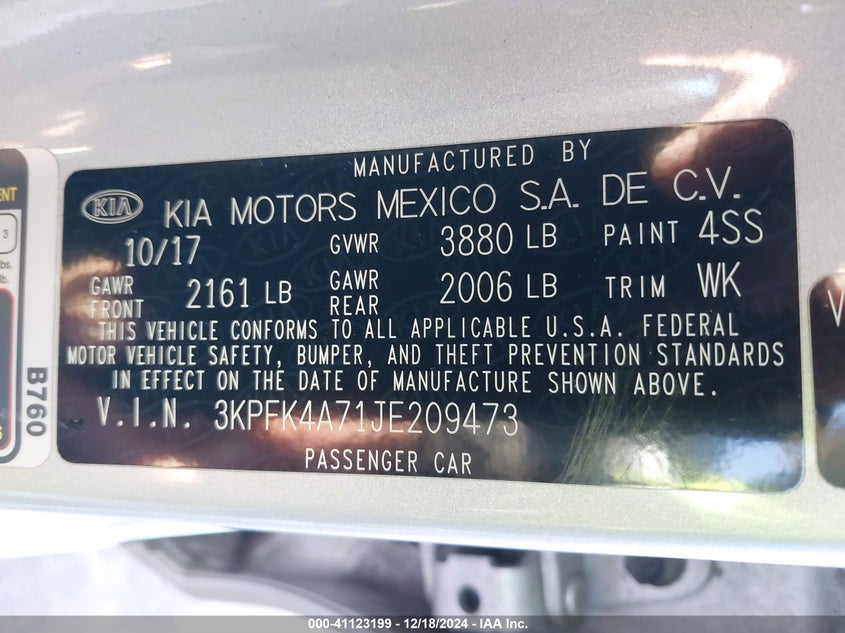 MANUFACTURED BY
KIA KIA MOTORS MEXICO S.A. DE C.V.
10/17 GVWR 3880 LB PAINT 4SS
GAWR FRONT 2161 LB GAWR REAR 2006 LB TRIM WK
THIS VEHICLE CONFORMS TO ALL APPLICABLE U.S.A. FEDERAL
MOTOR VEHICLE SAFETY, BUMPER, AND THEFT PREVENTION STANDARDS
IN EFFECT ON THE DATE OF MANUFACTURE SHOWN ABOVE.
V.I.N. 3KPFK4A71JE209473
PASSENGER CAR
3
B760
V
000-41123199 - 12/18/2024 - IAA Inc.